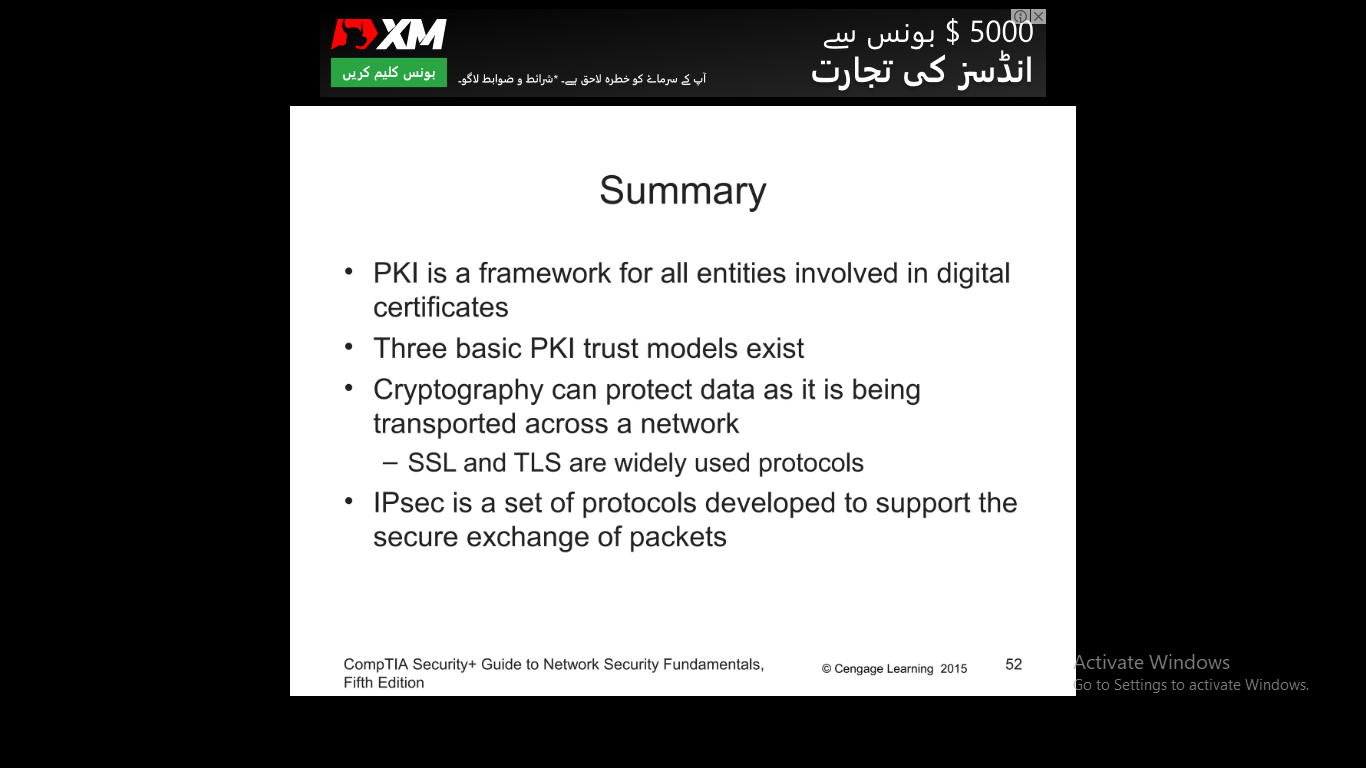 XM
5000 $ بونس سے
انڈسز کی تجارت
بونس کلیم کریں
آپ کے سرمائے کو خطرہ لاحق ہے۔ *شرائط و ضوابط لاگو۔
Summary
• PKI is a framework for all entities involved in digital
certificates
• Three basic PKI trust models exist
• Cryptography can protect data as it is being
transported across a network
– SSL and TLS are widely used protocols
• IPsec is a set of protocols developed to support the
secure exchange of packets
CompTIA Security+ Guide to Network Security Fundamentals,
Fifth Edition
© Cengage Learning 2015
52
Activate Windows
Go to Settings to activate Windows.